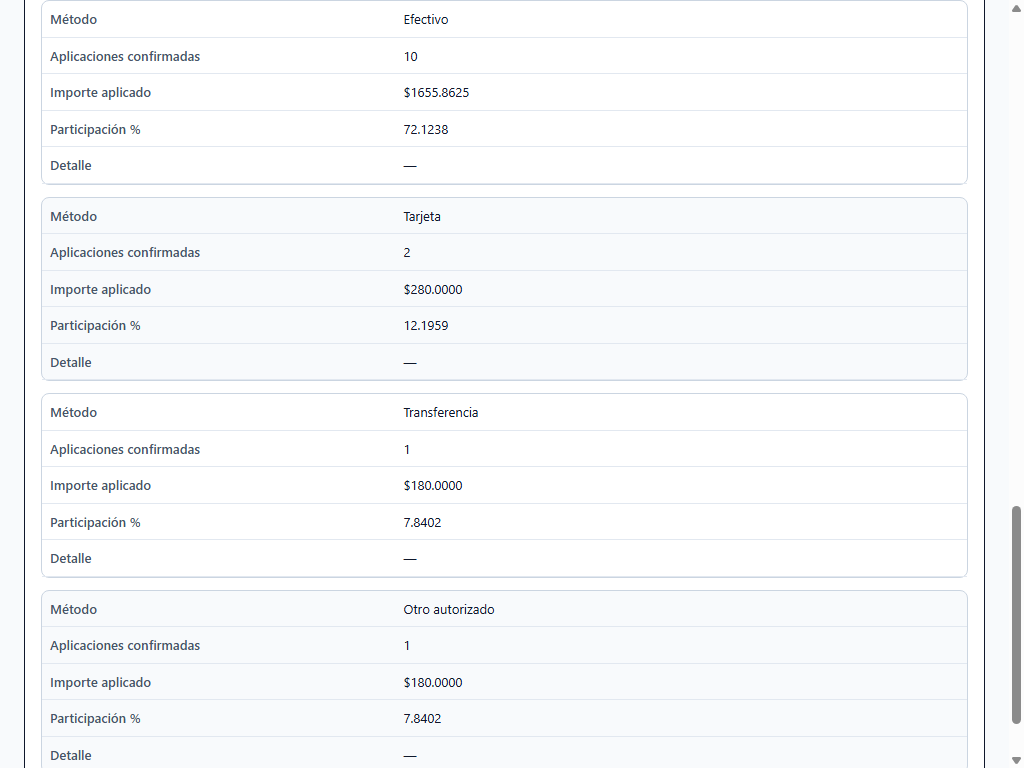 Método Efectivo
Aplicaciones confirmadas 10
Importe aplicado $1655.8625
Participación % 72.1238
Detalle —
Método Tarjeta
Aplicaciones confirmadas 2
Importe aplicado $280.0000
Participación % 12.1959
Detalle —
Método Transferencia
Aplicaciones confirmadas 1
Importe aplicado $180.0000
Participación % 7.8402
Detalle —
Método Otro autorizado
Aplicaciones confirmadas 1
Importe aplicado $180.0000
Participación % 7.8402
Detalle —